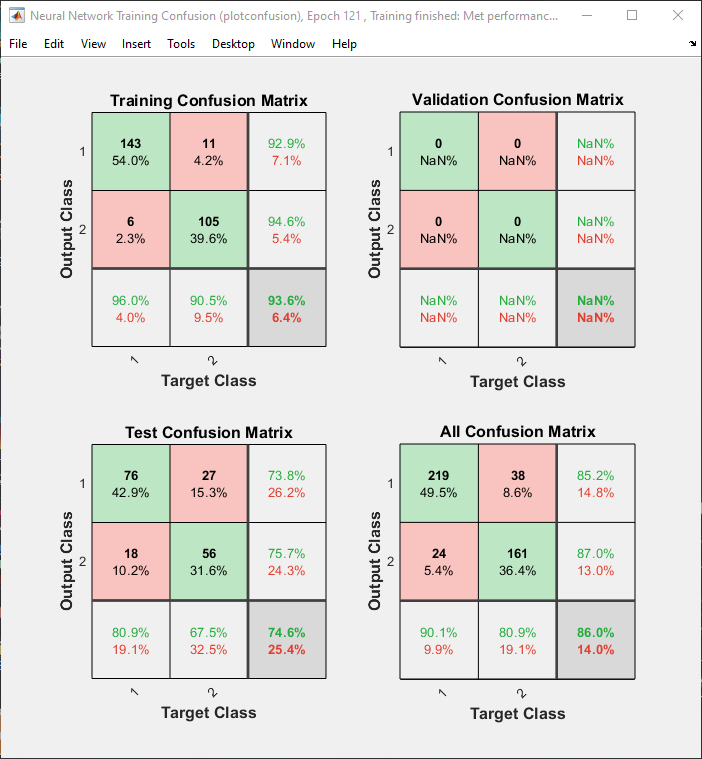 Neural Network Training Confusion (plotconfusion), Epoch 121 , Training finished: Met performanc...
File Edit View Insert Tools Desktop Window Help
Training Confusion Matrix
Output Class
1
143 11 92.9%
54.0% 4.2% 7.1%
2
6 105 94.6%
2.3% 39.6% 5.4%
96.0% 90.5% 93.6%
4.0% 9.5% 6.4%
1 2
Target Class
Validation Confusion Matrix
Output Class
1
0 0 NaN%
NaN% NaN% NaN%
2
0 0 NaN%
NaN% NaN% NaN%
NaN% NaN% NaN%
NaN% NaN% NaN%
1 2
Target Class
Test Confusion Matrix
Output Class
1
76 27 73.8%
42.9% 15.3% 26.2%
2
18 56 75.7%
10.2% 31.6% 24.3%
80.9% 67.5% 74.6%
19.1% 32.5% 25.4%
1 2
Target Class
All Confusion Matrix
Output Class
1
219 38 85.2%
49.5% 8.6% 14.8%
2
24 161 87.0%
5.4% 36.4% 13.0%
90.1% 80.9% 86.0%
9.9% 19.1% 14.0%
1 2
Target Class